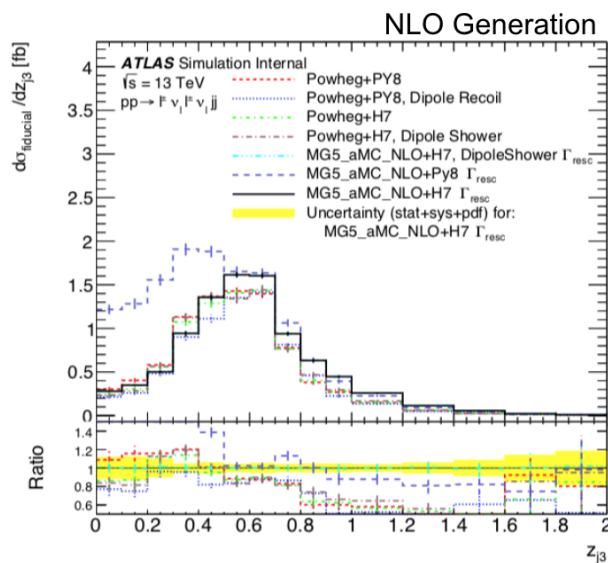 NLO Generation
ATLAS Simulation Internal
√s = 13 TeV
pp→ l± ν_l l± ν_l jj
Powheg+PY8
Powheg+PY8, Dipole Recoil
Powheg+H7
Powheg+H7, Dipole Shower
MG5_aMC_NLO+H7, DipoleShower Γresc
MG5_aMC_NLO+Py8 Γresc
MG5_aMC_NLO+H7 Γresc
Uncertainty (stat+sys+pdf) for:
MG5_aMC_NLO+H7 Γresc
dσfiducial /dzj3 [fb]
4
3.5
3
2.5
2
1.5
1
0.5
0
Ratio
1.4
1.2
1
0.8
0.6
0 0.2 0.4 0.6 0.8 1 1.2 1.4 1.6 1.8 2
zj3